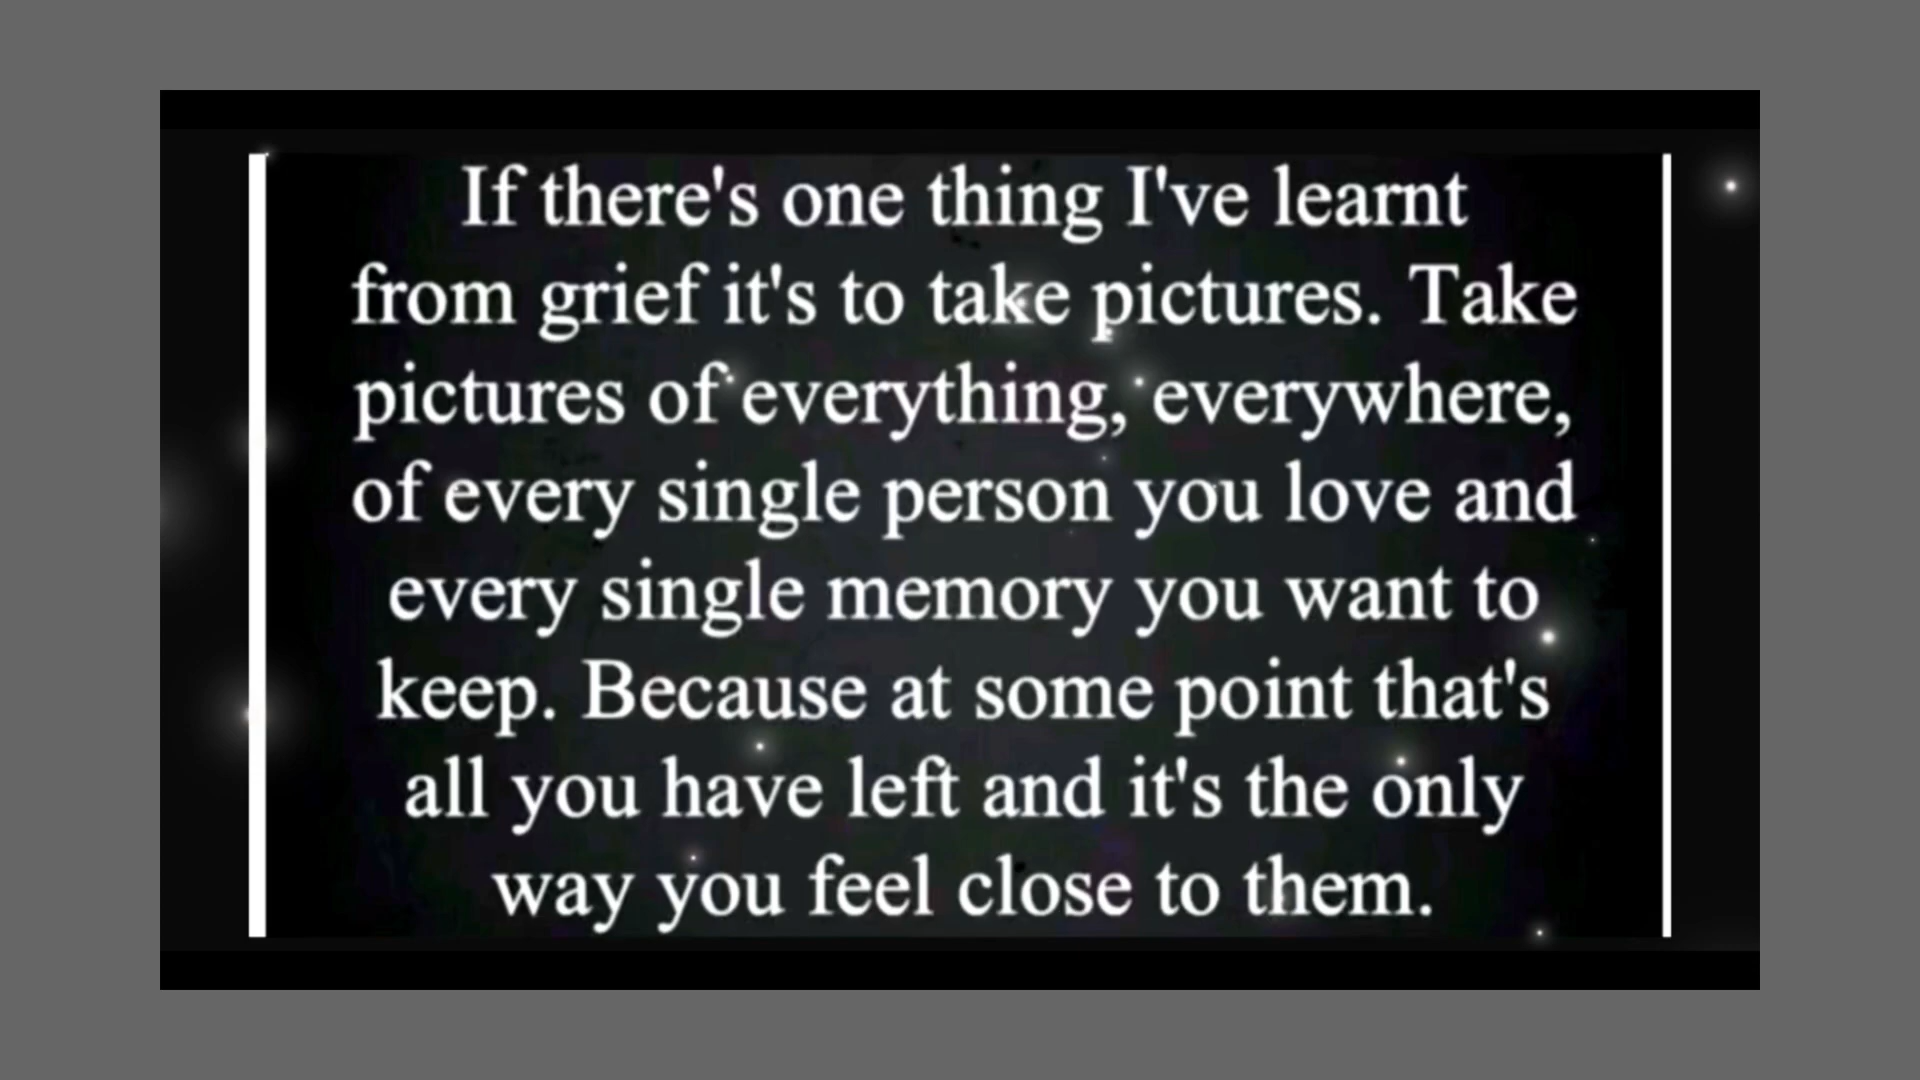 If there's one thing I've learnt
from grief it's to take pictures. Take
pictures of everything, everywhere,
of every single person you love and
every single memory you want to
keep. Because at some point that's
all you have left and it's the only
way you feel close to them.